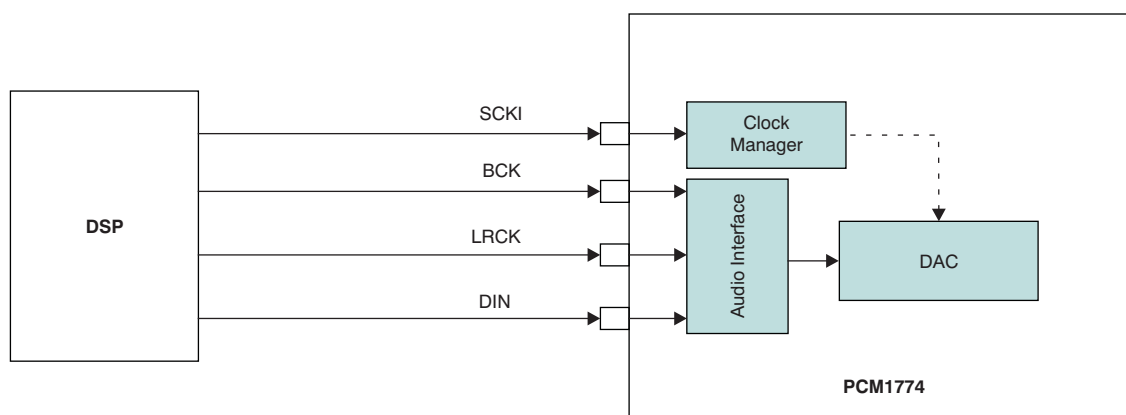 SCKI
Clock
Manager
BCK
DSP
LRCK
Audio Interface
DAC
DIN
PCM1774